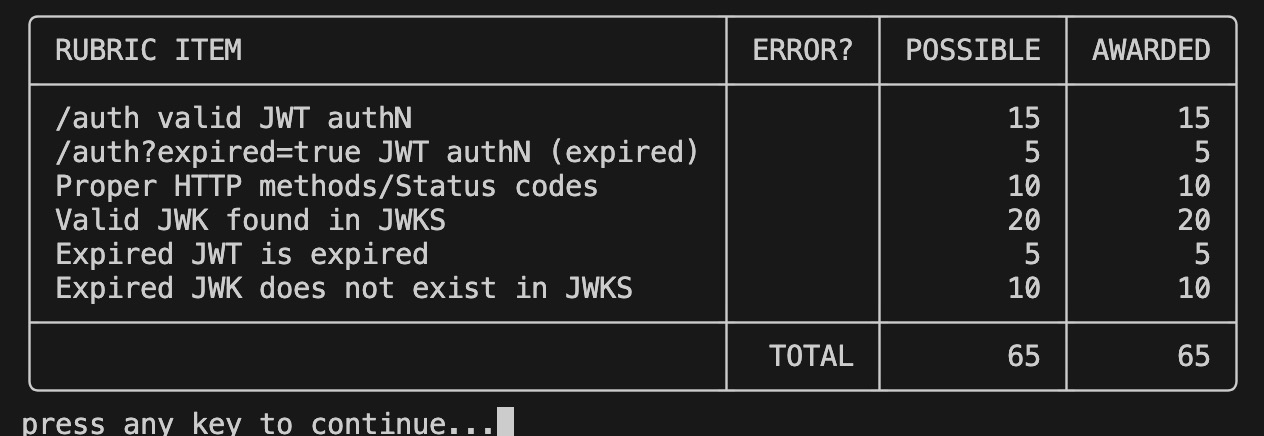 RUBRIC ITEM ERROR? POSSIBLE AWARDED
/auth valid JWT authN 15 15
/auth?expired=true JWT authN (expired) 5 5
Proper HTTP methods/Status codes 10 10
Valid JWK found in JWKS 20 20
Expired JWT is expired 5 5
Expired JWK does not exist in JWKS 10 10
TOTAL 65 65
press any key to continue...